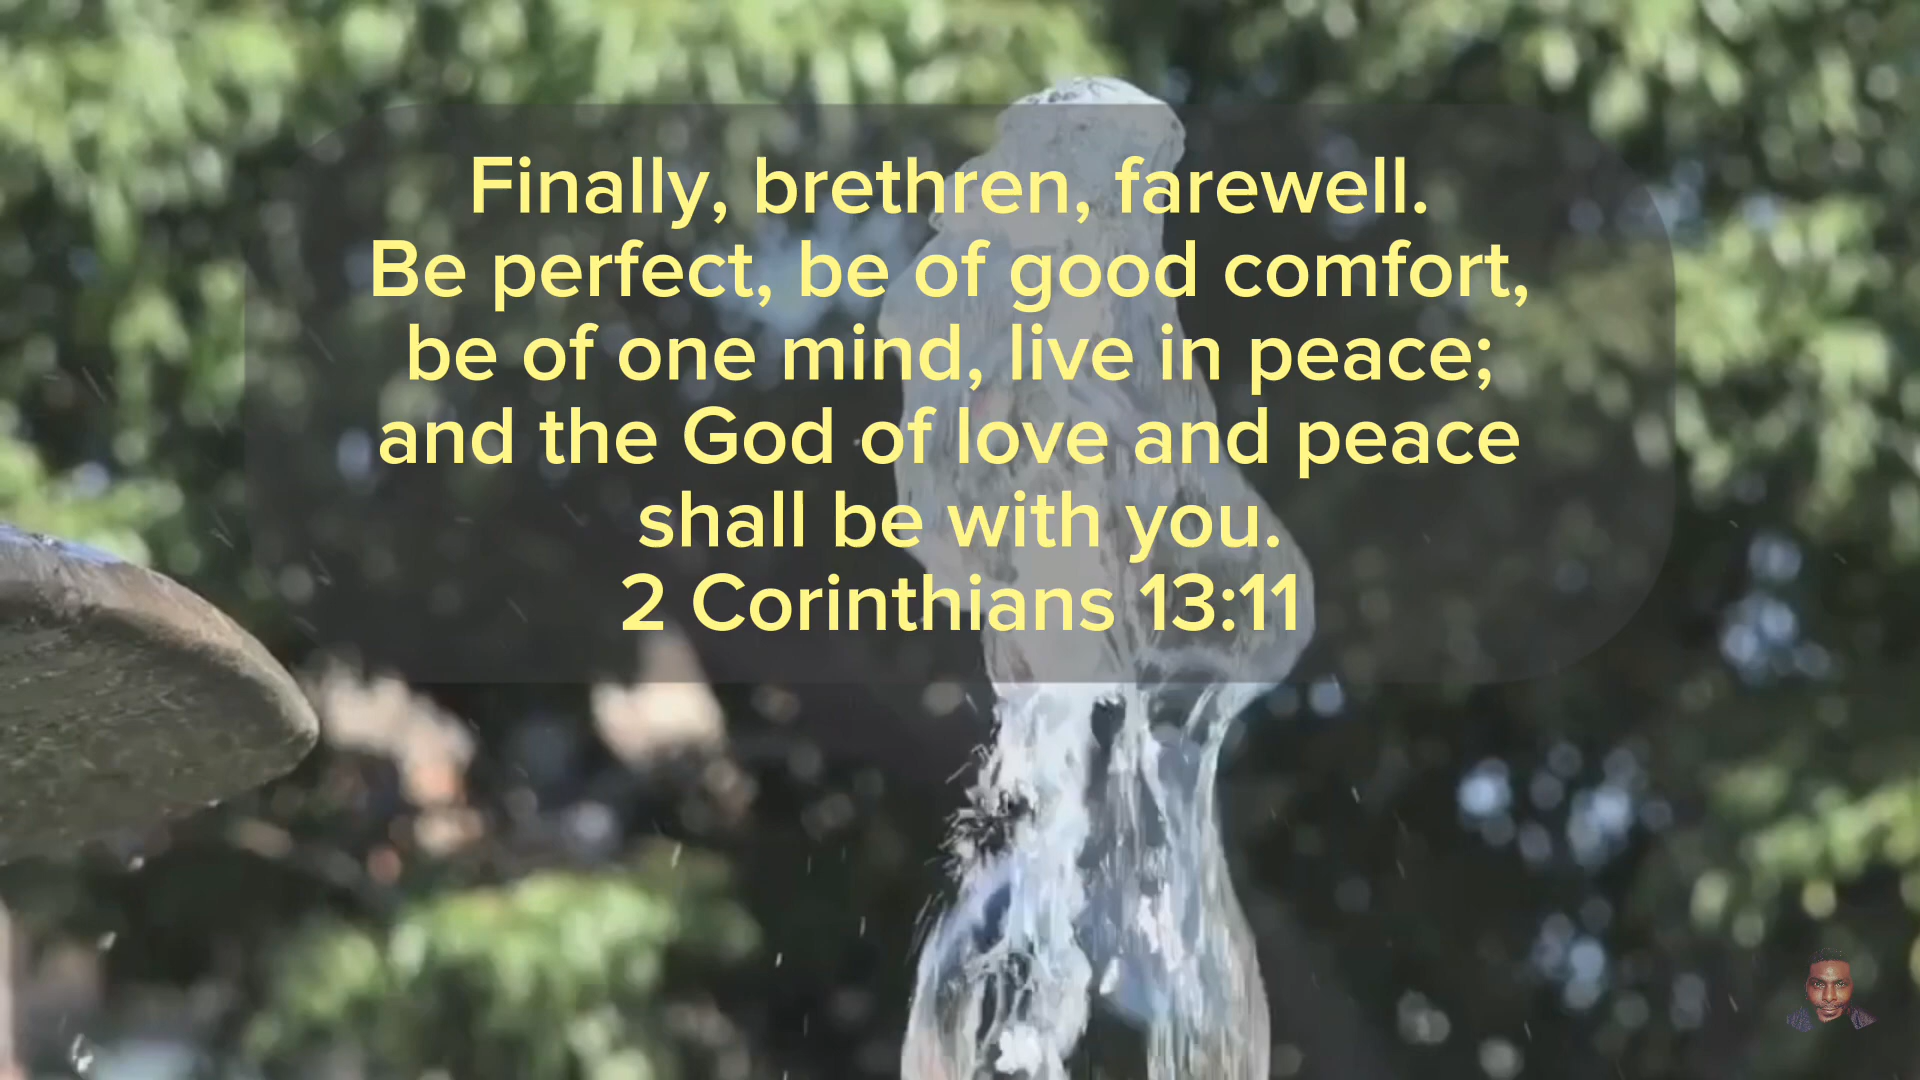 Finally, brethren, farewell.
Be perfect, be of good comfort,
be of one mind, live in peace;
and the God of love and peace
shall be with you.
2 Corinthians 13:11